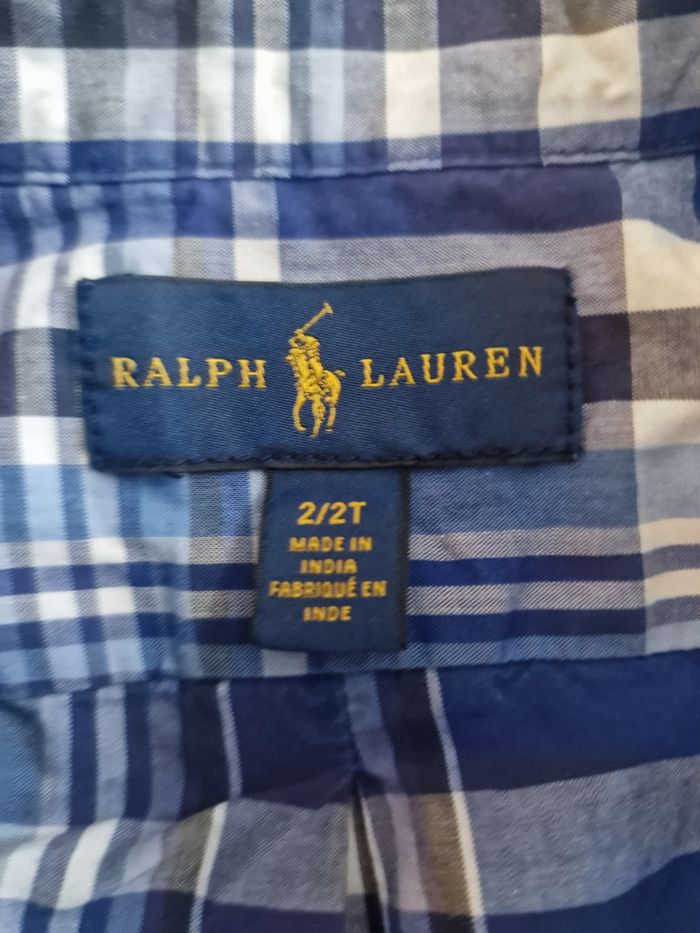 RALPH LAUREN
2/2T
MADE IN
INDIA
FABRIQUÉ EN
INDE